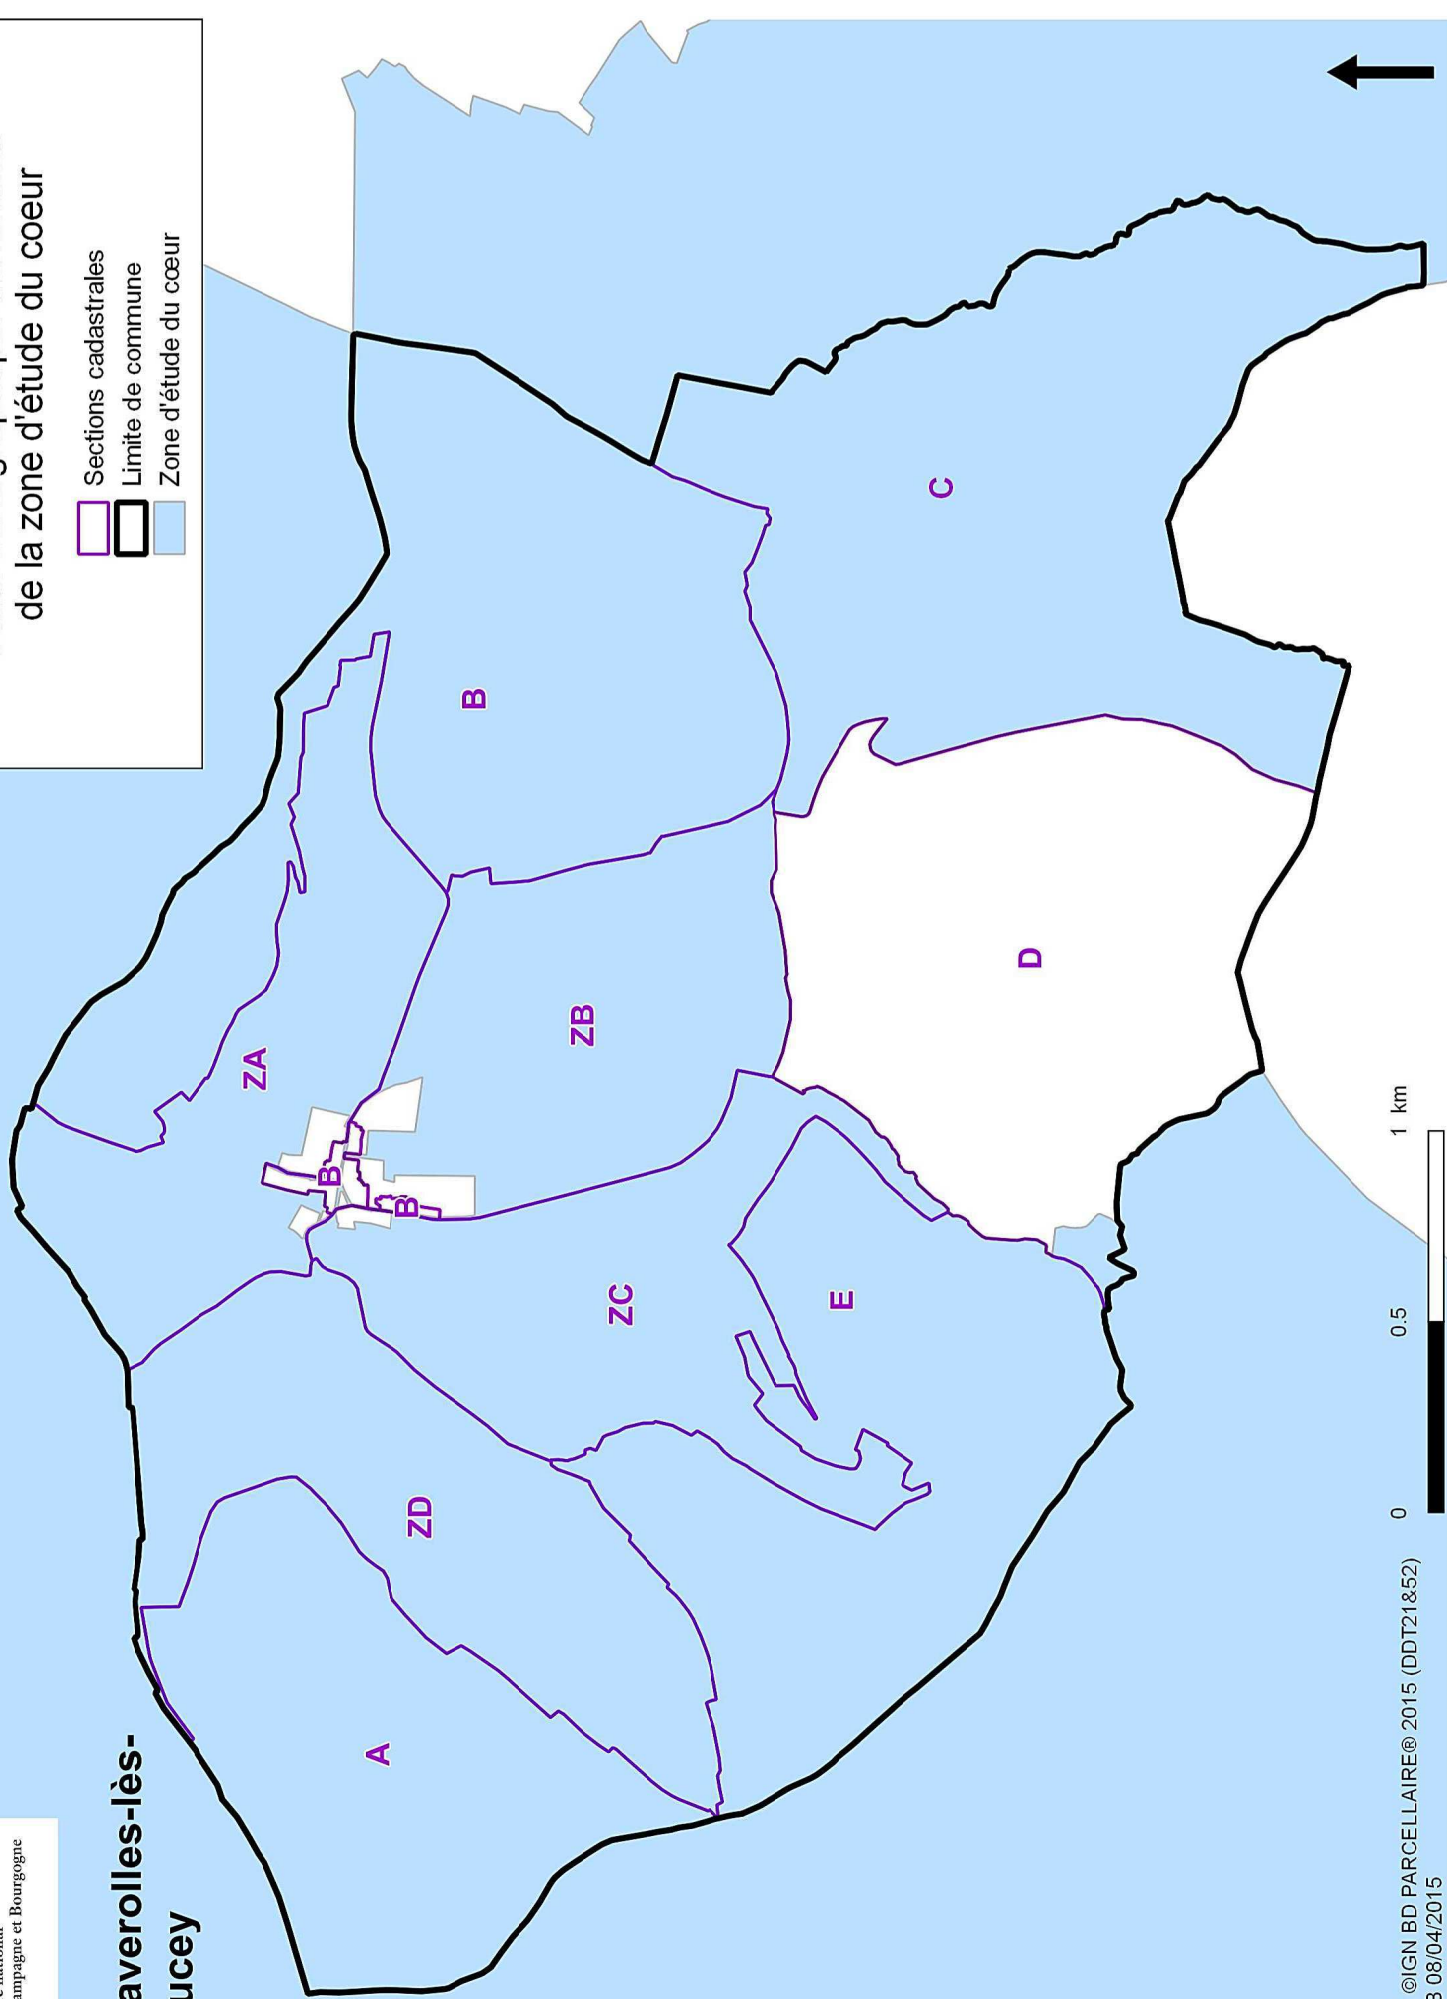 ampagne et Bourgogne
averolles-lès-
ucey
de la zone d'étude du coeur
Sections cadastrales
Limite de commune
Zone d'étude du cœur
A
ZD
ZA
B
B
B
ZB
ZC
E
D
C
0 0.5 1 km
©IGN BD PARCELLAIRE® 2015 (DDT21&52)
08/04/2015